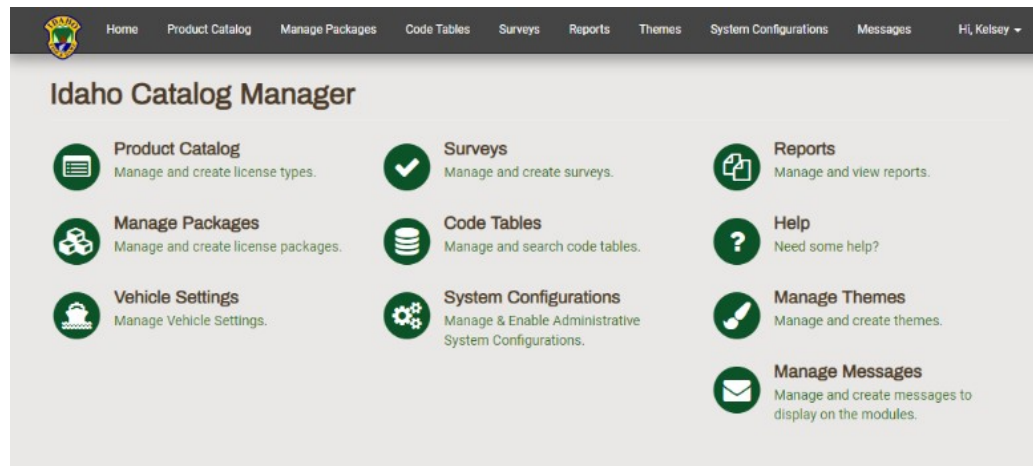 IDAHO
Home Product Catalog Manage Packages Code Tables Surveys Reports Themes System Configurations Messages Hi, Kelsey
Idaho Catalog Manager
Product Catalog
Manage and create license types.
Manage Packages
Manage and create license packages.
Vehicle Settings
Manage Vehicle Settings.
Surveys
Manage and create surveys.
Code Tables
Manage and search code tables.
System Configurations
Manage & Enable Administrative
System Configurations.
Reports
Manage and view reports.
?
Help
Need some help?
Manage Themes
Manage and create themes.
Manage Messages
Manage and create messages to
display on the modules.